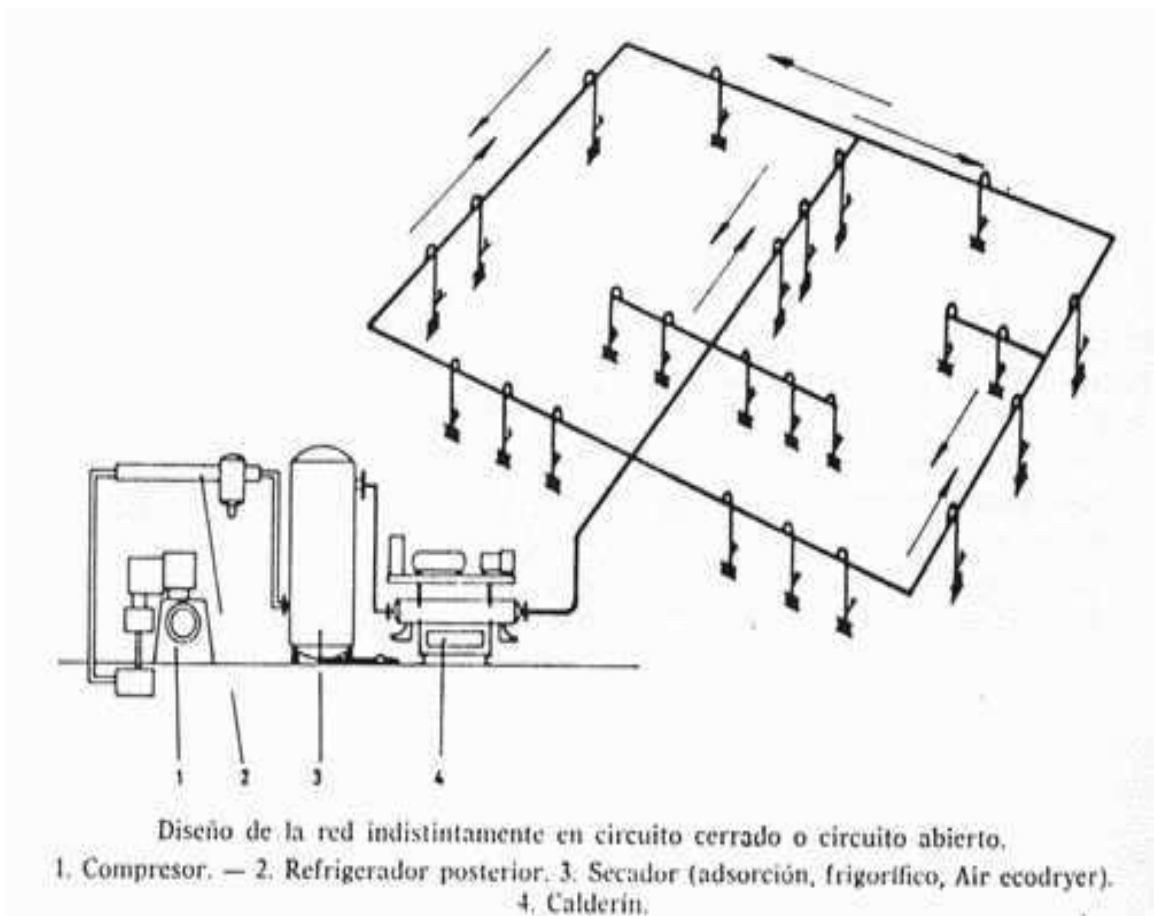 1
2
3
4
Diseño de la red indistintamente en circuito cerrado o circuito abierto.
1. Compresor. — 2. Refrigerador posterior. 3. Secador (adsorción, frigorífico, Air ecodryer).
4. Calderín.